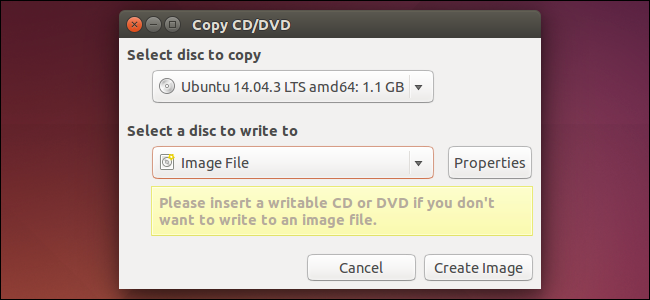 Copy CD/DVD
Select disc to copy
Ubuntu 14.04.3 LTS amd64: 1.1 GB
Select a disc to write to
Image File
Properties
Please insert a writable CD or DVD if you don't
want to write to an image file.
Cancel
Create Image